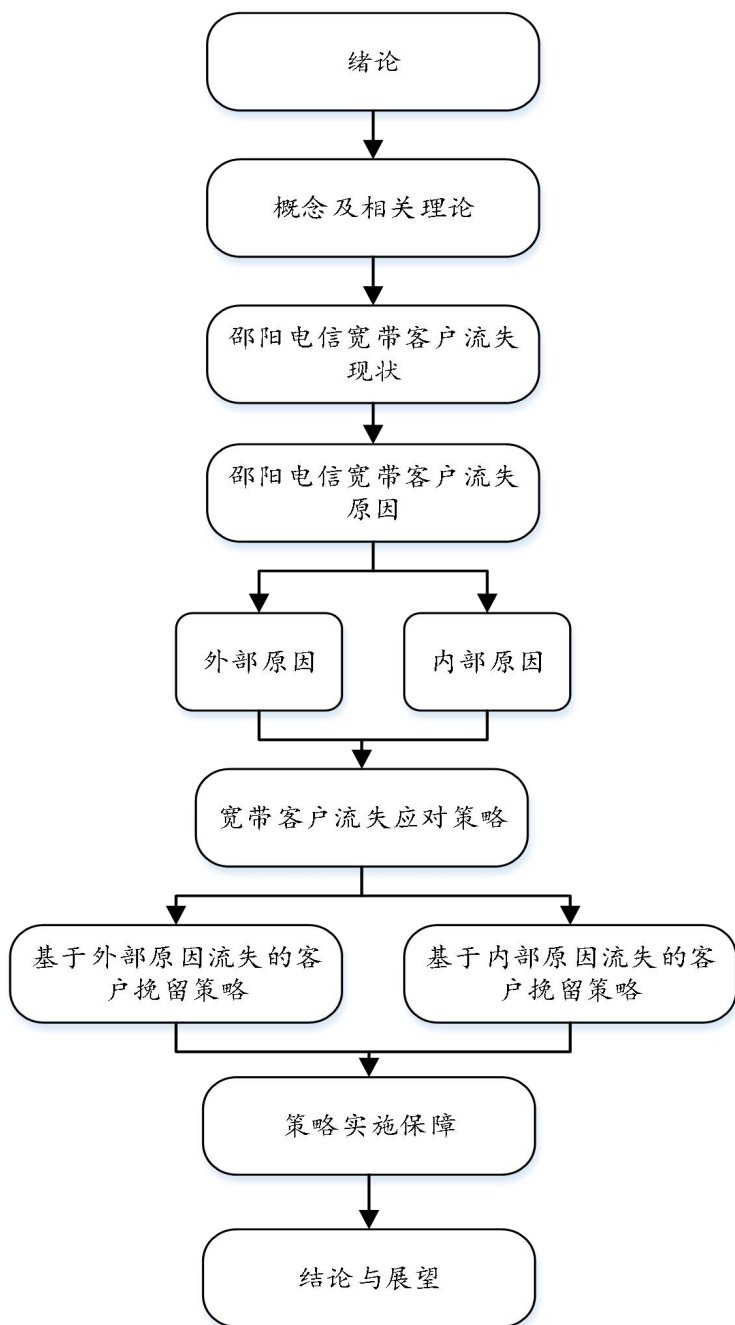 绪论
概念及相关理论
邵阳电信宽带客户流失
现状
邵阳电信宽带客户流失
原因
外部原因
内部原因
宽带客户流失应对策略
基于外部原因流失的客
户挽留策略
基于内部原因流失的客
户挽留策略
策略实施保障
结论与展望